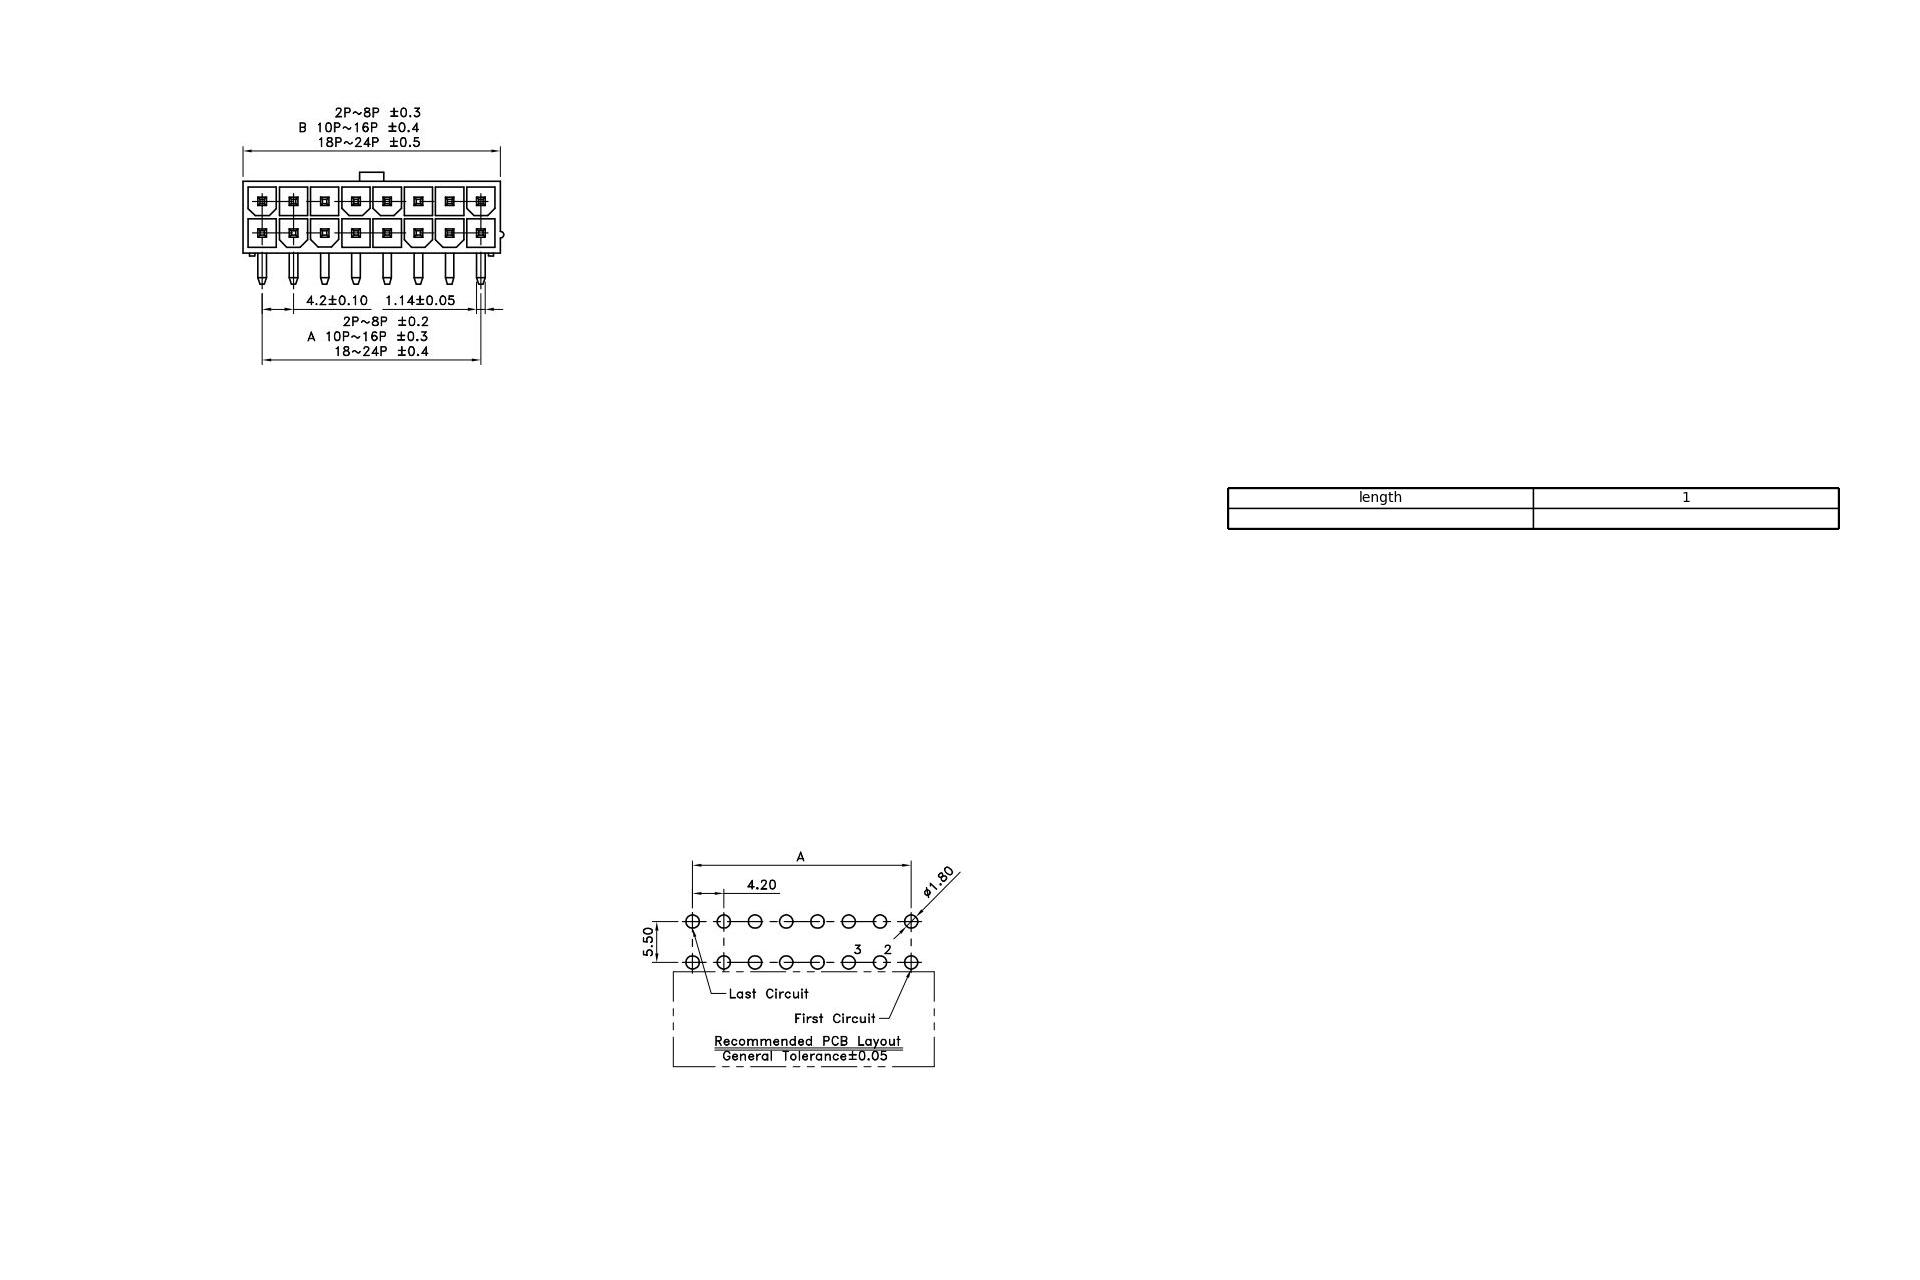 2P~8P ±0.3
B 10P~16P ±0.4
18P~24P ±0.5
4.2±0.10 1.14±0.05
2P~8P ±0.2
A 10P~16P ±0.3
18~24P ±0.4
length 1
A
4.20
ø1.80
5.50
3 2
Last Circuit
First Circuit
Recommended PCB Layout
General Tolerance±0.05